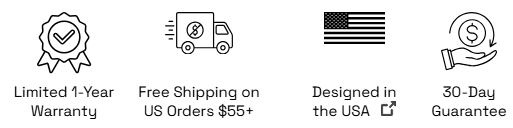 Limited 1-Year
Warranty
Free Shipping on
US Orders $55+
Designed in
the USA
30-Day
Guarantee